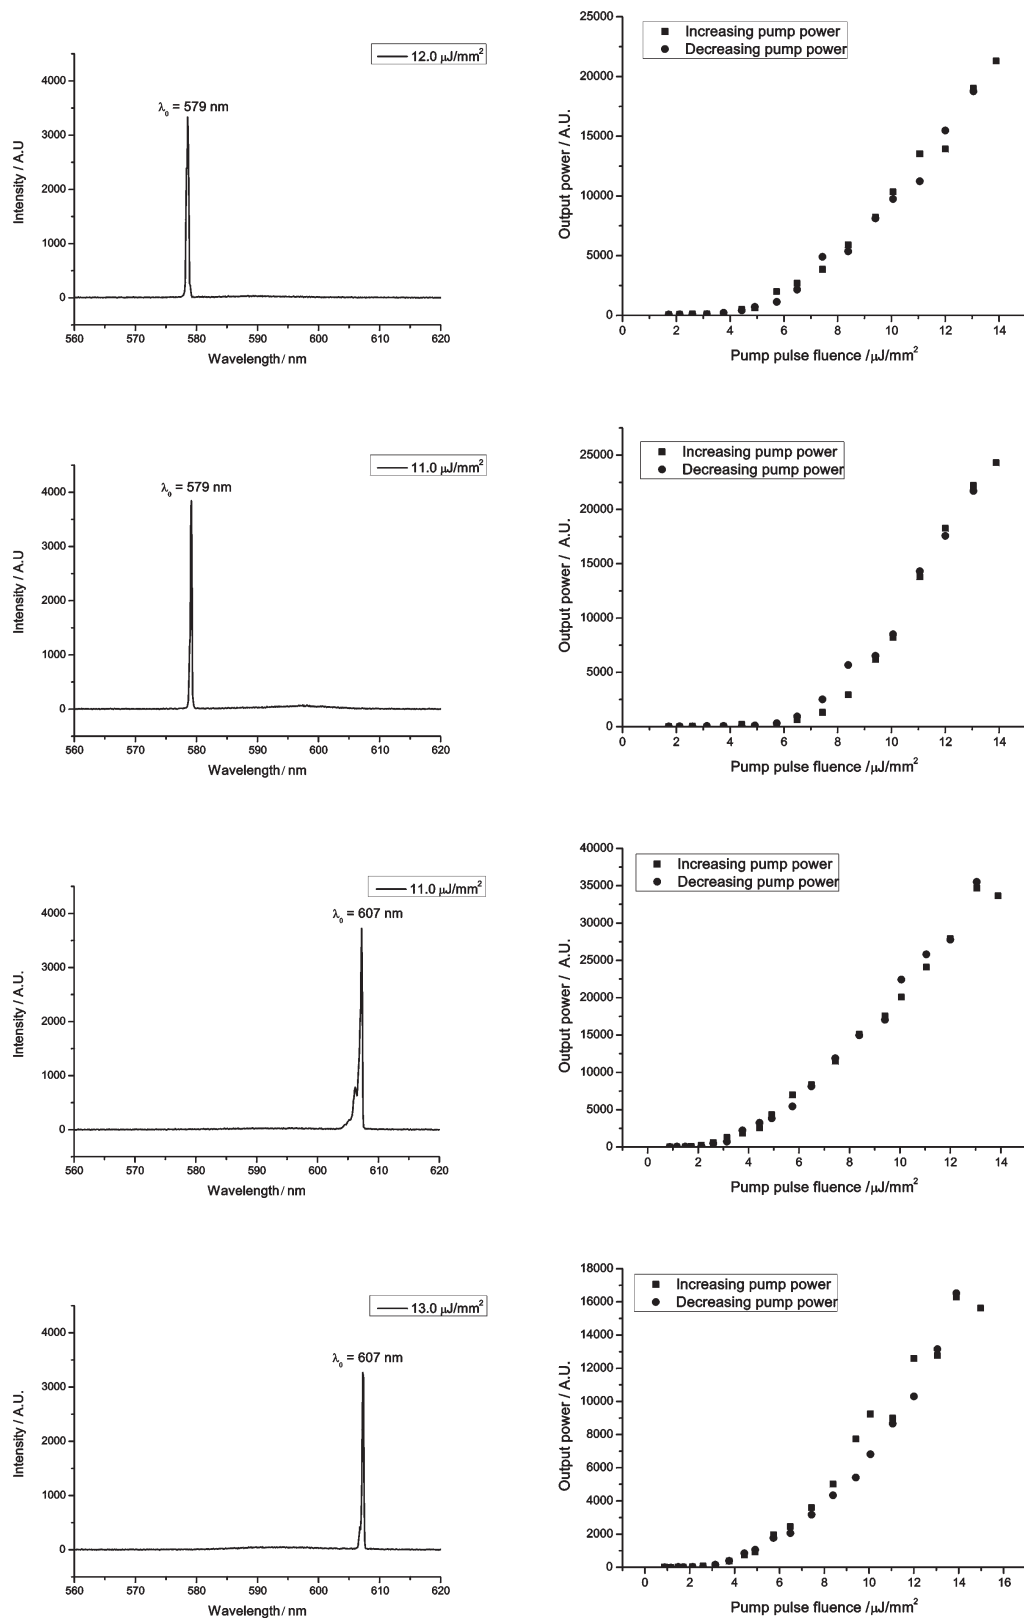 12.0 μJ/mm²
λ₀ = 579 nm
Intensity / A.U
4000
3000
2000
1000
0
560 570 580 590 600 610 620
Wavelength/ nm
Increasing pump power
Decreasing pump power
Output power / A.U.
25000
20000
15000
10000
5000
0
0 2 4 6 8 10 12 14
Pump pulse fluence /μJ/mm²
11.0 μJ/mm²
λ₀ = 579 nm
Intensity / A.U
4000
3000
2000
1000
0
560 570 580 590 600 610 620
Wavelength/ nm
Increasing pump power
Decreasing pump power
Output power / A.U.
25000
20000
15000
10000
5000
0
0 2 4 6 8 10 12 14
Pump pulse fluence /μJ/mm²
11.0 μJ/mm²
λ₀ = 607 nm
Intensity / A.U.
4000
3000
2000
1000
0
560 570 580 590 600 610 620
Wavelength/ nm
Increasing pump power
Decreasing pump power
Output power / A.U.
40000
35000
30000
25000
20000
15000
10000
5000
0
0 2 4 6 8 10 12 14
Pump pulse fluence /μJ/mm²
13.0 μJ/mm²
λ₀ = 607 nm
Intensity / A.U.
4000
3000
2000
1000
0
560 570 580 590 600 610 620
Wavelength/ nm
Increasing pump power
Decreasing pump power
Output power / A.U.
18000
16000
14000
12000
10000
8000
6000
4000
2000
0
0 2 4 6 8 10 12 14 16
Pump pulse fluence /μJ/mm²